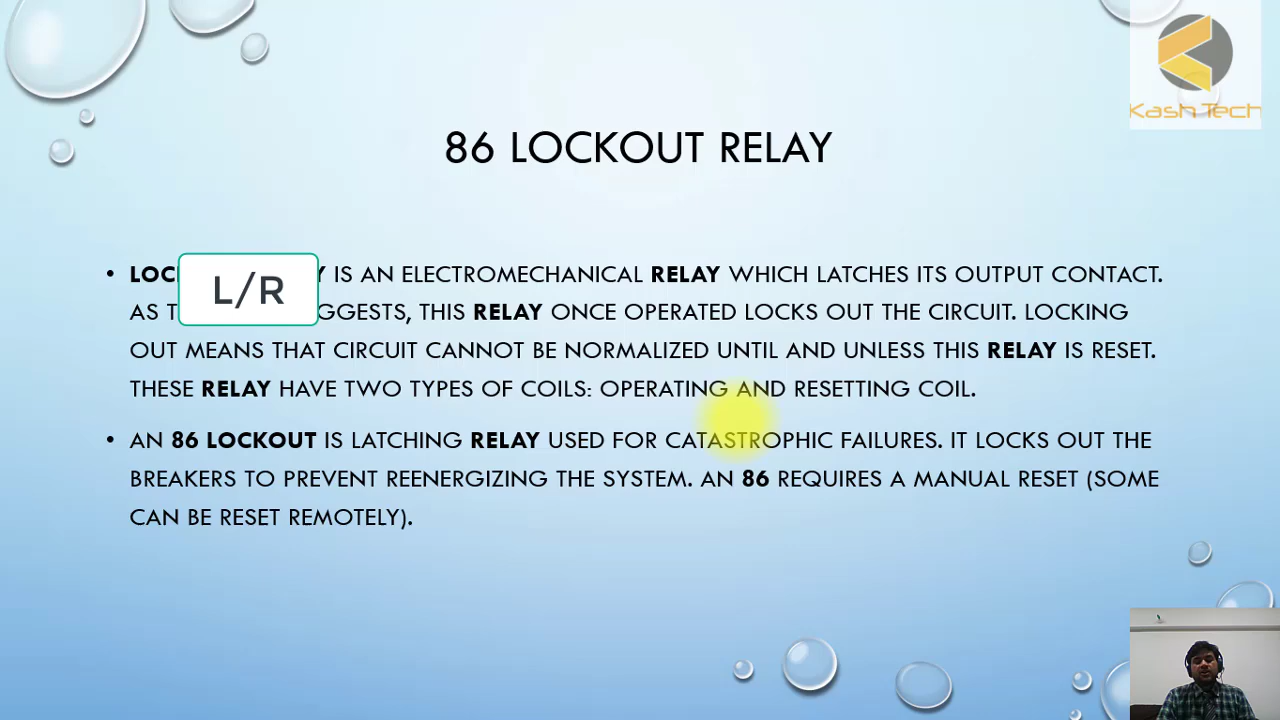 Kash Tech
86 LOCKOUT RELAY
• IS AN ELECTROMECHANICAL RELAY WHICH LATCHES ITS OUTPUT CONTACT.
L/R
AS THIS RELAY ONCE OPERATED LOCKS OUT THE CIRCUIT. LOCKING
OUT MEANS THAT CIRCUIT CANNOT BE NORMALIZED UNTIL AND UNLESS THIS RELAY IS RESET.
THESE RELAY HAVE TWO TYPES OF COILS: OPERATING AND RESETTING COIL.
• AN 86 LOCKOUT IS LATCHING RELAY USED FOR CATASTROPHIC FAILURES. IT LOCKS OUT THE
BREAKERS TO PREVENT REENERGIZING THE SYSTEM. AN 86 REQUIRES A MANUAL RESET (SOME
CAN BE RESET REMOTELY).